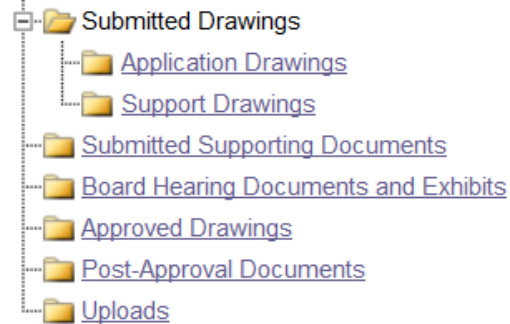 Submitted Drawings
Application Drawings
Support Drawings
Submitted Supporting Documents
Board Hearing Documents and Exhibits
Approved Drawings
Post-Approval Documents
Uploads